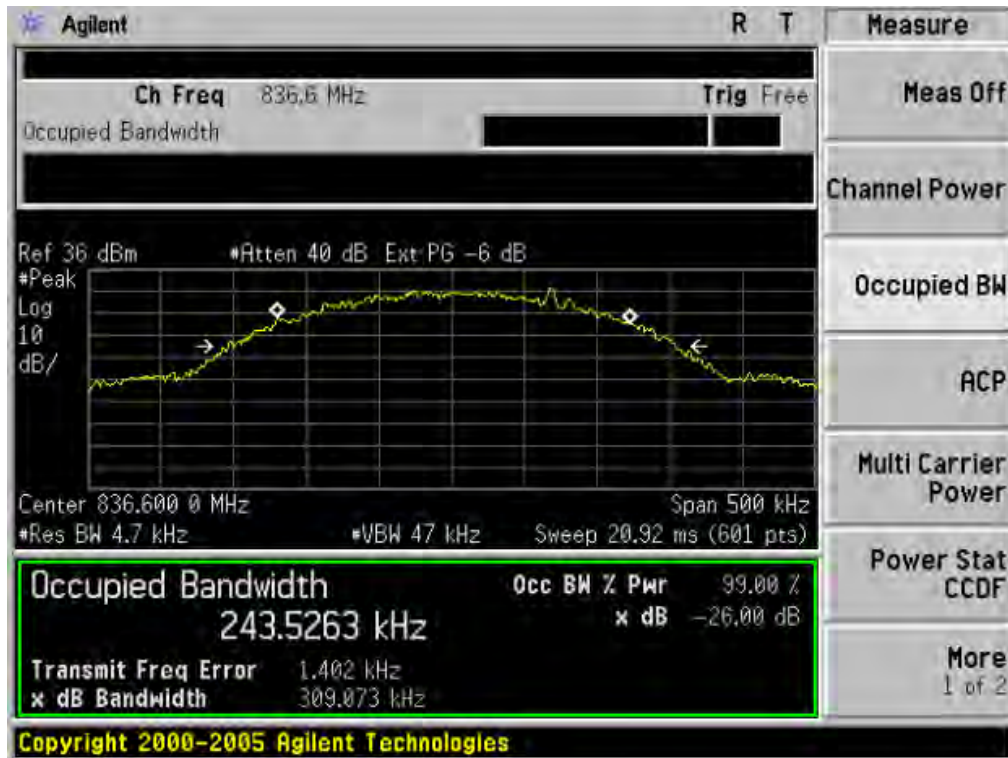 Agilent R T
Ch Freq 836.6 MHz Trig Free
Occupied Bandwidth
Ref 36 dBm #Atten 40 dB Ext PG -6 dB
#Peak
Log
10
dB/
Center 836.600 0 MHz Span 500 kHz
#Res BW 4.7 kHz #VBW 47 kHz Sweep 20.92 ms (601 pts)
Occupied Bandwidth Occ BW % Pwr 99.00 %
243.5263 kHz x dB -26.00 dB
Transmit Freq Error 1.402 kHz
x dB Bandwidth 309.073 kHz
Copyright 2000-2005 Agilent Technologies
Measure
Meas Off
Channel Power
Occupied BW
ACP
Multi Carrier
Power
Power Stat
CCDF
More
1 of 2